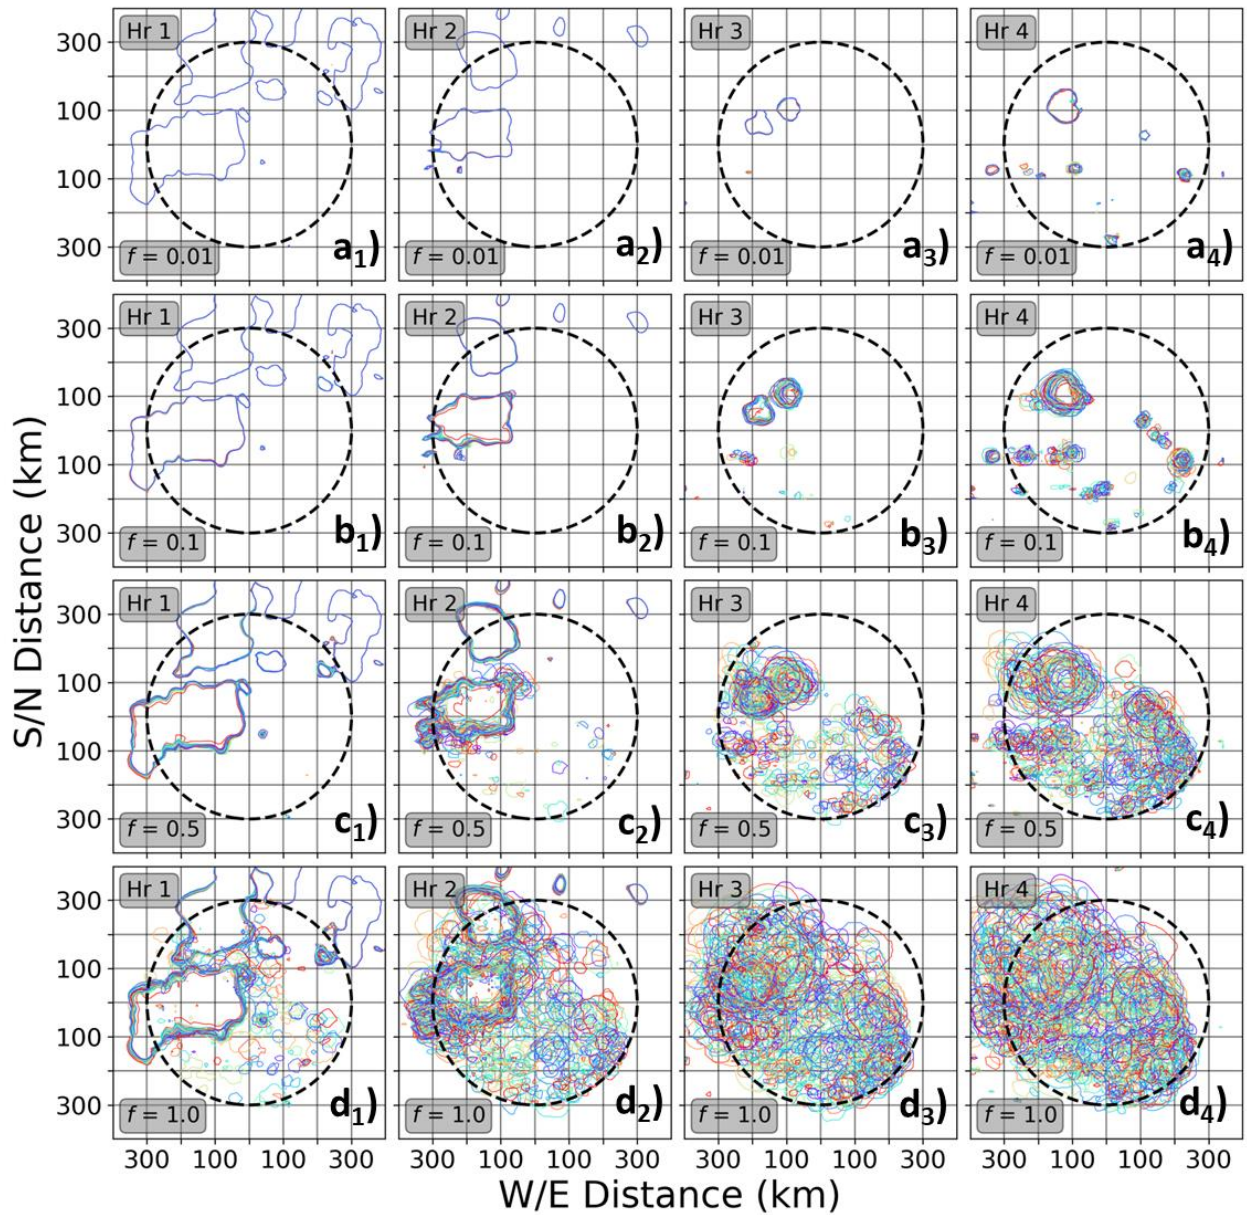 Hr 1 Hr 2 Hr 3 Hr 4
300
100
100
300
f = 0.01 a1) f = 0.01 a2) f = 0.01 a3) f = 0.01 a4)
Hr 1 Hr 2 Hr 3 Hr 4
300
100
100
300
f = 0.1 b1) f = 0.1 b2) f = 0.1 b3) f = 0.1 b4)
S/N Distance (km)
Hr 1 Hr 2 Hr 3 Hr 4
300
100
100
300
f = 0.5 c1) f = 0.5 c2) f = 0.5 c3) f = 0.5 c4)
Hr 1 Hr 2 Hr 3 Hr 4
300
100
100
300
f = 1.0 d1) f = 1.0 d2) f = 1.0 d3) f = 1.0 d4)
300 100 100 300 300 100 100 300 300 100 100 300 300 100 100 300
W/E Distance (km)